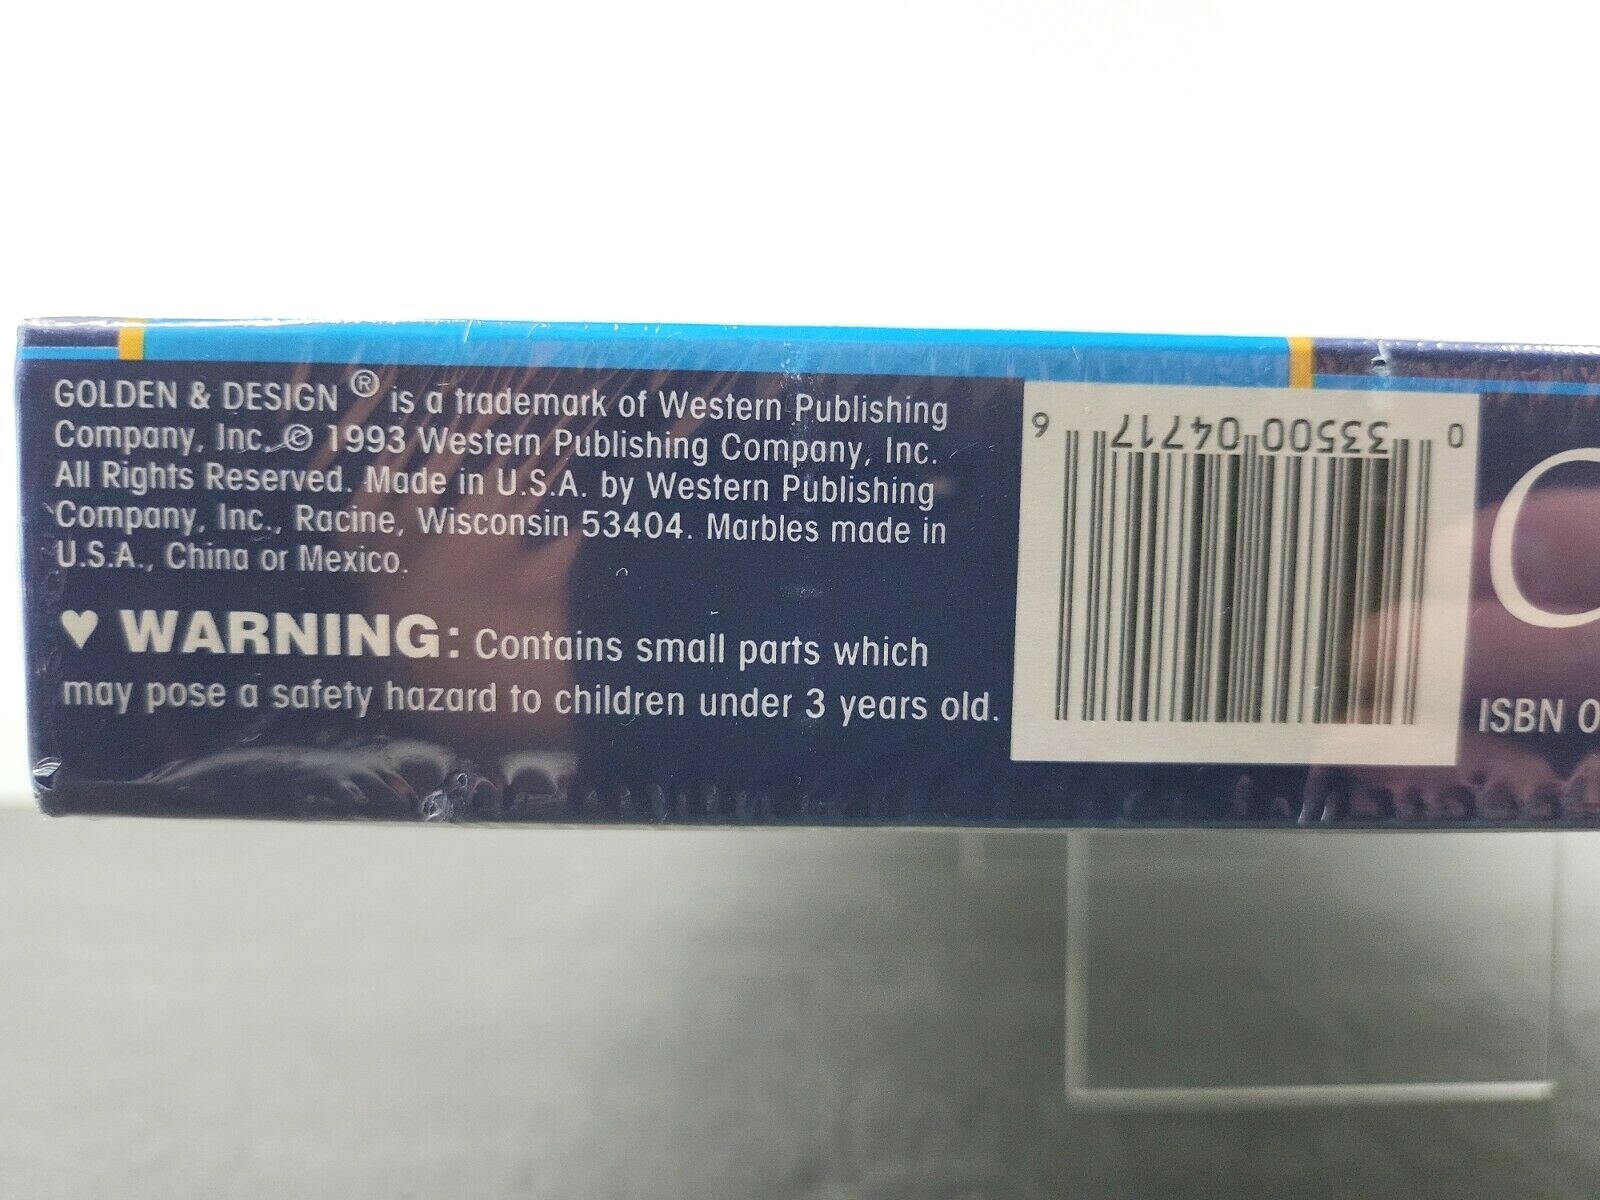 GOLDEN & DESIGN ® is a trademark of Western Publishing
Company, Inc. © 1993 Western Publishing Company, Inc.
All Rights Reserved. Made in U.S.A. by Western Publishing
Company, Inc., Racine, Wisconsin 53404. Marbles made in
U.S.A., China or Mexico.
♥ WARNING: Contains small parts which
may pose a safety hazard to children under 3 years old.
0 33500 04717 6
ISBN 0